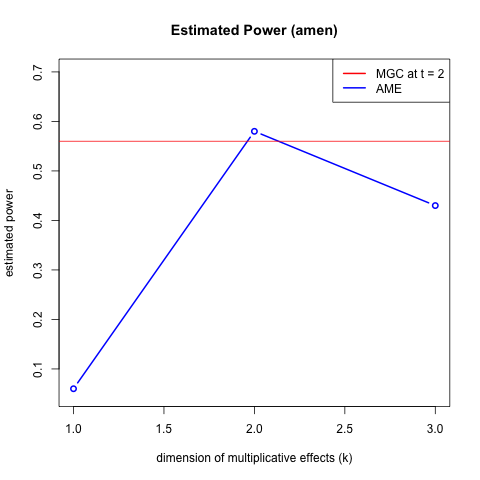 Estimated Power (amen)
MGC at t = 2
AME
estimated power
0.7
0.6
0.5
0.4
0.3
0.2
0.1
1.0 1.5 2.0 2.5 3.0
dimension of multiplicative effects (k)